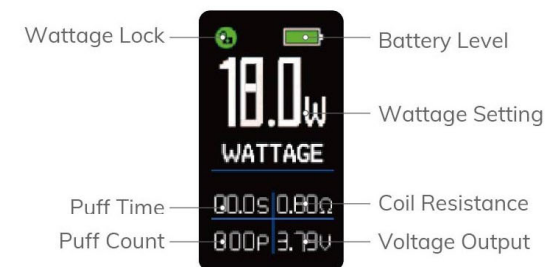 Wattage Lock
Battery Level
18.0W
Wattage Setting
WATTAGE
Puff Time
00.0s 0.80Ω
Coil Resistance
Puff Count
000P 3.79V
Voltage Output